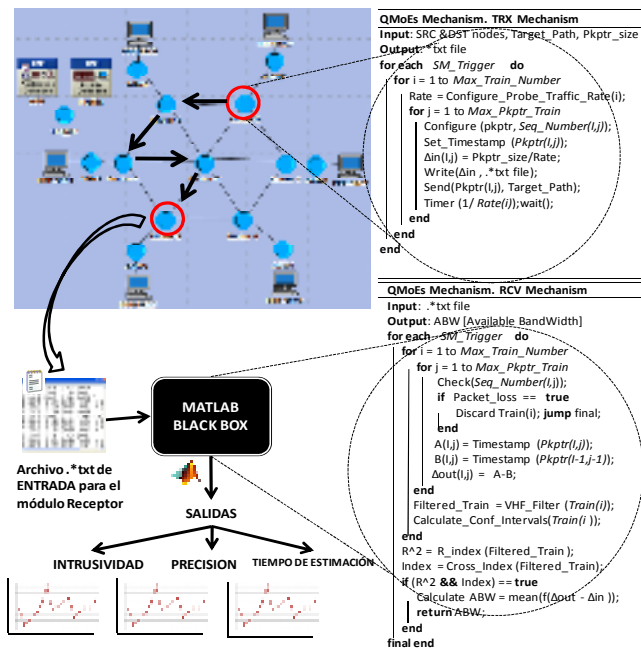 QMoEs Mechanism. TRX Mechanism
Input: SRC &DST nodes, Target_Path, Pkptr_size
Output:*txt file
for each SM_Trigger do
for i = 1 to Max_Train_Number
Rate = Configure_Probe_Traffic_Rate(i);
for j = 1 to Max_Pkptr_Train
Configure (pkptr, Seq_Number(I,j);
Set_Timestamp (Pkptr(I,j));
Δin(I,j) = Pkptr_size/Rate;
Write(Δin , .*txt file);
Send(Pkptr(I,j), Target_Path);
Timer (1/ Rate(i));wait();
end
end
end
QMoEs Mechanism. RCV Mechanism
Input: .*txt file
Output: ABW [Available BandWidth]
for each SM_Trigger do
for i = 1 to Max_Train_Number
for j = 1 to Max_Pkptr_Train
Check(Seq_Number(I,j));
if Packet_loss == true
Discard Train(i); jump final;
end
A(I,j) = Timestamp (Pkptr(I,j);
B(I,j) = Timestamp (Pkptr(I-1,j-1));
Δout(I,j) = A-B;
end
Filtered_Train = VHF_Filter (Train(i));
Calculate_Conf_Intervals(Train(i ));
end
R^2 = R_index (Filtered_Train );
Index = Cross_Index (Filtered_Train);
if (R^2 && Index) == true
Calculate ABW = mean(f(Δout - Δin ));
return ABW;
end
final end
MATLAB
BLACK BOX
Archivo .*txt de
ENTRADA para el
módulo Receptor
SALIDAS
INTRUSIVIDAD
PRECISION
TIEMPO DE ESTIMACIÓN